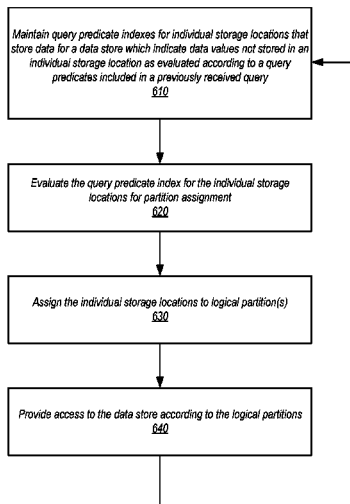 Maintain query predicate indexes for individual storage locations that
store data for a data store which indicate data values not stored in an
individual storage location as evaluated according to a query
predicates included in a previously received query
610
Evaluate the query predicate index for the individual storage
locations for partition assignment
620
Assign the individual storage locations to logical partition(s)
630
Provide access to the data store according to the logical partitions
640